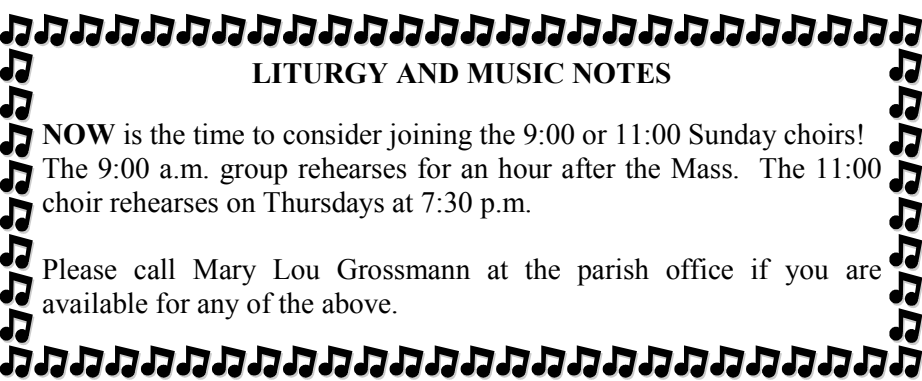 LITURGY AND MUSIC NOTES
NOW is the time to consider joining the 9:00 or 11:00 Sunday choirs!
The 9:00 a.m. group rehearses for an hour after the Mass. The 11:00
choir rehearses on Thursdays at 7:30 p.m.
Please call Mary Lou Grossmann at the parish office if you are
available for any of the above.